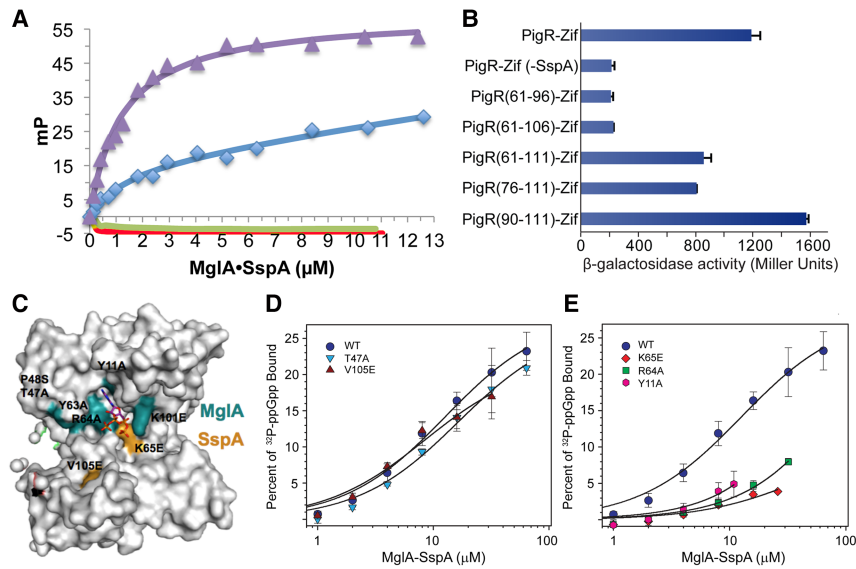 A
55
45
35
25
15
5
-5
mP
0 1 2 3 4 5 6 7 8 9 10 11 12 13
MglA•SspA (µM)
B
PigR-Zif
PigR-Zif (-SspA)
PigR(61-96)-Zif
PigR(61-106)-Zif
PigR(61-111)-Zif
PigR(76-111)-Zif
PigR(90-111)-Zif
0 400 800 1200 1600
β-galactosidase activity (Miller Units)
C
Y11A
P48S
T47A
Y63A
R64A
K101E
K65E
V105E
MglA
SspA
D
WT
T47A
V105E
25
20
15
10
5
0
Percent of ³²P-ppGpp Bound
1 10 100
MglA-SspA (µM)
E
WT
K65E
R64A
Y11A
25
20
15
10
5
0
Percent of ³²P-ppGpp Bound
1 10 100
MglA-SspA (µM)